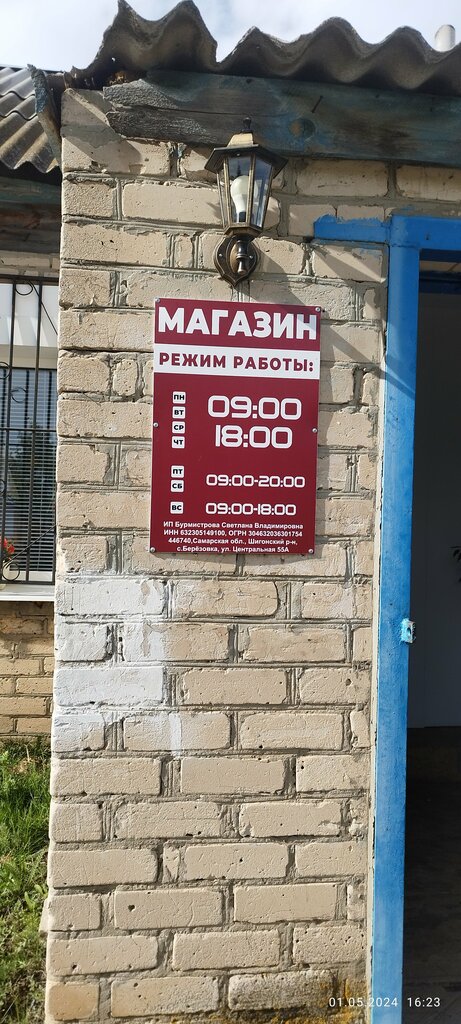 МАГАЗИН
РЕЖИМ РАБОТЫ:
ПН
ВТ
СР
ЧТ
09:00
18:00
ПТ
СБ
09:00-20:00
ВС
09:00-18:00
ИП Бурмистрова Светлана Владимировна
ИНН 632305149100, ОГРН 304632036301754
446740,Самарская обл., Шигонский р-н,
с.Берёзовка, ул. Центральная 55А
01.05.2024 16:23